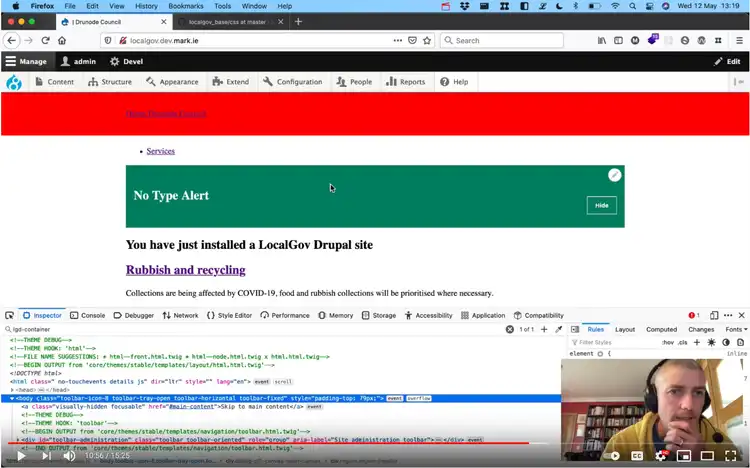 Firefox File Edit View History Bookmarks Tools Window Help Wed 12 May 13:19
| Drunode Council localgov_base/css at master
localgov.dev.mark.ie Search
Manage admin Devel Edit
Content Structure Appearance Extend Configuration People Reports Help
Services
No Type Alert
Hide
You have just installed a LocalGov Drupal site
Rubbish and recycling
Collections are being affected by COVID-19, food and rubbish collections will be prioritised where necessary.
Inspector Console Debugger Network Style Editor Performance Memory Storage Accessibility Application Compatibility 1
lgd-container 1 of 1 Rules Layout Computed Changes Fonts
<!--THEME DEBUG--> Filter Styles :hov .cls
<!--THEME HOOK: 'html'--> element { inline
<!--FILE NAME SUGGESTIONS: * html--front.html.twig * html--node.html.twig x html.html.twig-->
<!--BEGIN OUTPUT from 'core/themes/stable/templates/layout/html.html.twig'-->
<!DOCTYPE html>
<html class=" no-touchevents details js" dir="ltr" style="" lang="en"> event scroll
<head>
<body class="toolbar-icon-8 toolbar-tray-open toolbar-horizontal toolbar-fixed" style="padding-top: 79px;"> event overflow
<a class="visually-hidden focusable" href="#main-content">Skip to main content</a> event
<!--THEME DEBUG-->
<!--THEME HOOK: 'toolbar'-->
<!--BEGIN OUTPUT from 'core/themes/stable/templates/navigation/toolbar.html.twig'-->
<div id="toolbar-administration" class="toolbar toolbar-oriented" role="group" aria-label="Site administration toolbar"> </div> event
<!--END OUTPUT from 'core/themes/stable/templates/navigation/toolbar.html.twig'-->
10:56 / 15:25